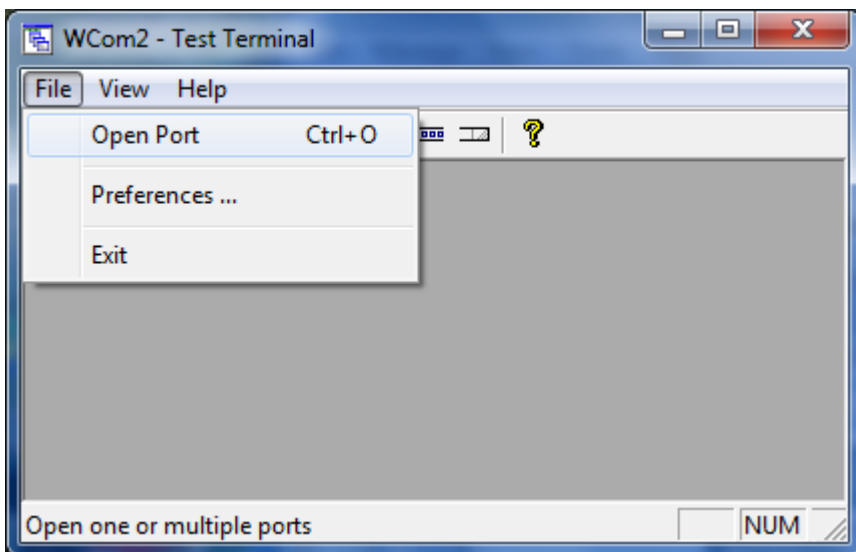 WCom2 - Test Terminal
File View Help
Open Port Ctrl+O
?
Preferences ...
Exit
Open one or multiple ports NUM